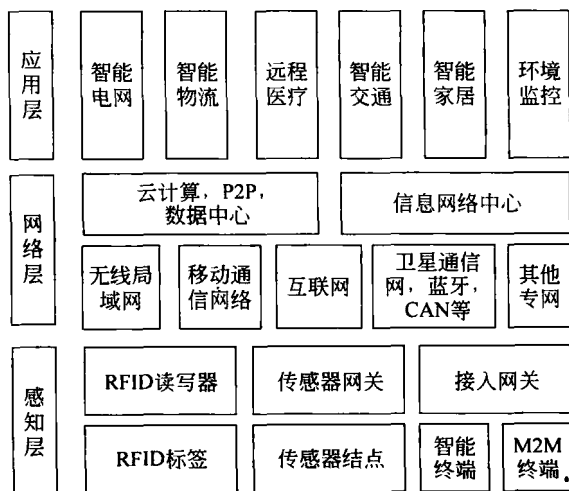 应用层
智能电网
智能物流
远程医疗
智能交通
智能家居
环境监控
网络层
云计算，P2P，
数据中心
信息网络中心
无线局域网
移动通信网络
互联网
卫星通信
网，蓝牙，
CAN等
其他专网
感知层
RFID读写器
传感器网关
接入网关
RFID标签
传感器结点
智能终端
M2M
终端